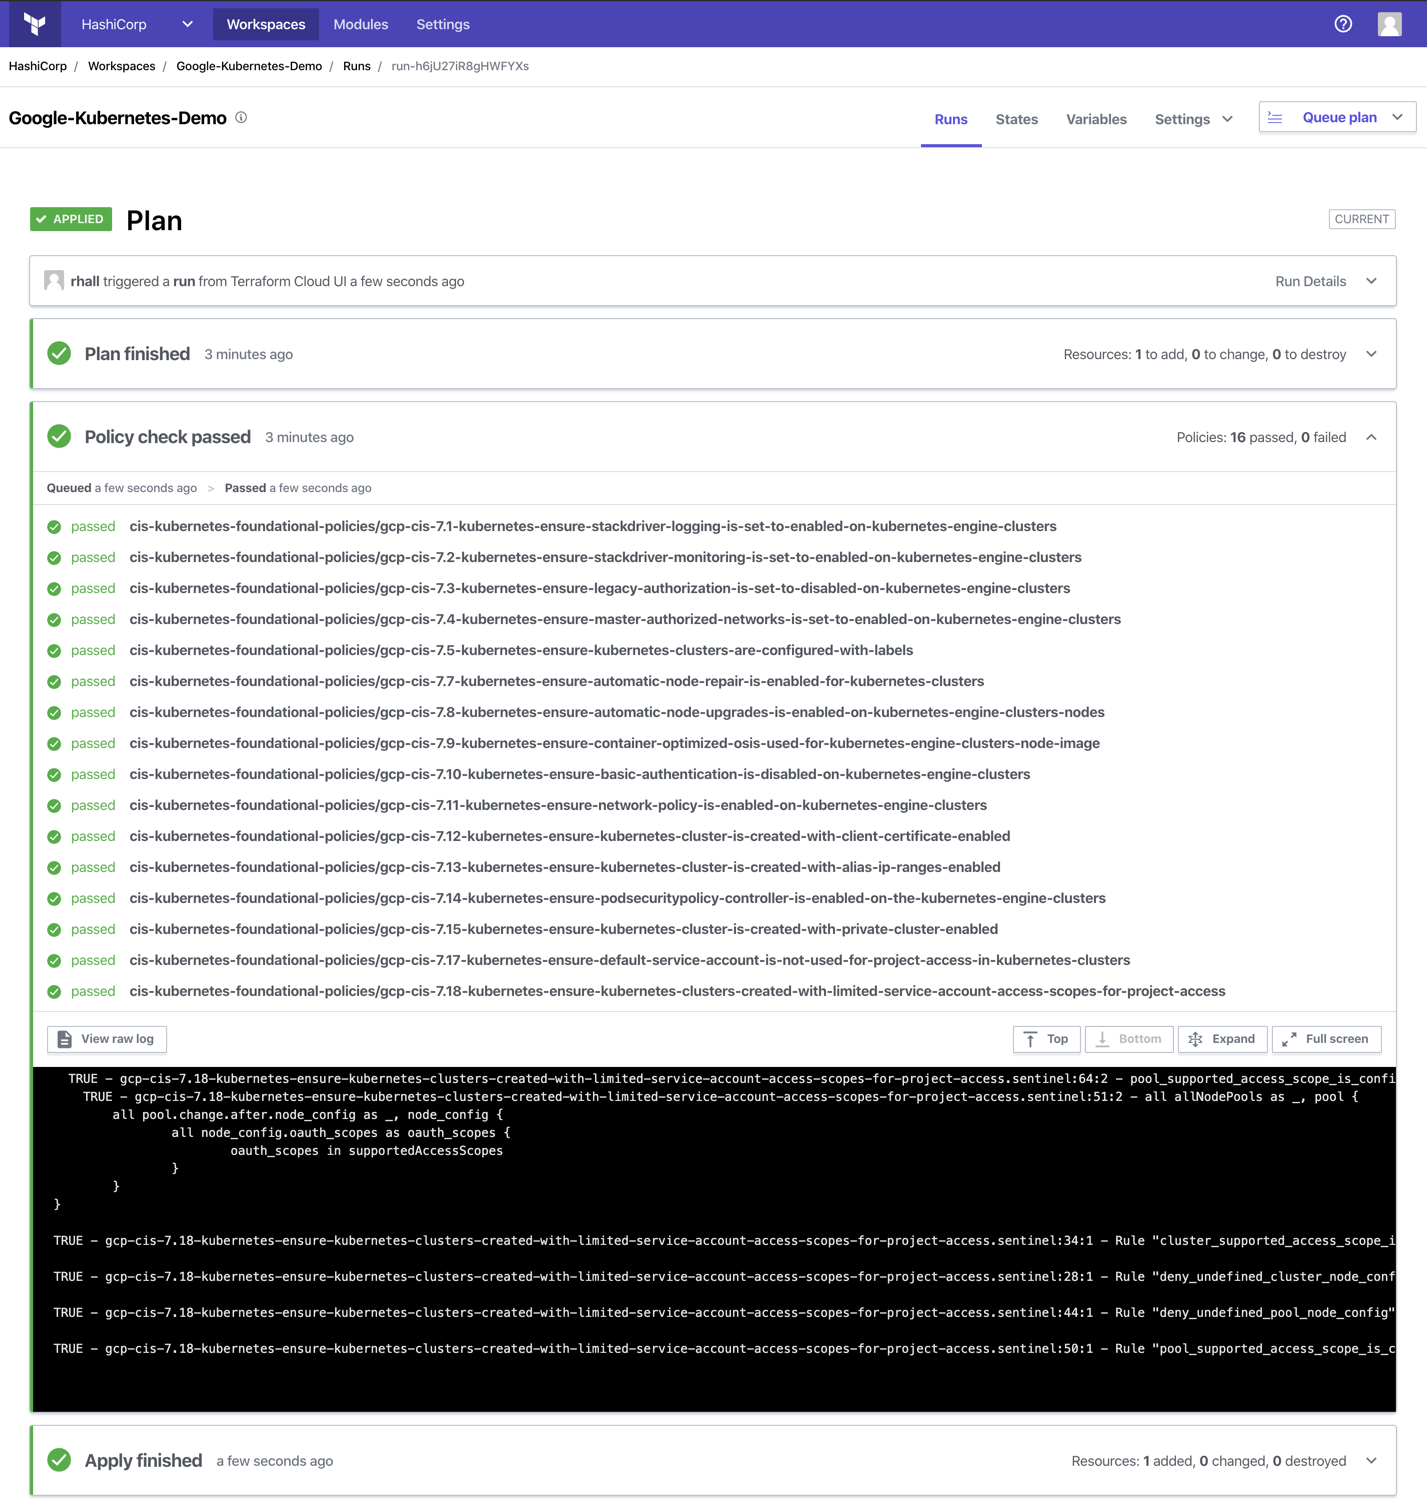 HashiCorp Workspaces Modules Settings
HashiCorp / Workspaces / Google-Kubernetes-Demo / Runs / run-h6jU27iR8gHWFYXs
Google-Kubernetes-Demo Runs States Variables Settings Queue plan
APPLIED Plan CURRENT
rhall triggered a run from Terraform Cloud UI a few seconds ago Run Details
Plan finished 3 minutes ago Resources: 1 to add, 0 to change, 0 to destroy
Policy check passed 3 minutes ago Policies: 16 passed, 0 failed
Queued a few seconds ago > Passed a few seconds ago
passed cis-kubernetes-foundational-policies/gcp-cis-7.1-kubernetes-ensure-stackdriver-logging-is-set-to-enabled-on-kubernetes-engine-clusters
passed cis-kubernetes-foundational-policies/gcp-cis-7.2-kubernetes-ensure-stackdriver-monitoring-is-set-to-enabled-on-kubernetes-engine-clusters
passed cis-kubernetes-foundational-policies/gcp-cis-7.3-kubernetes-ensure-legacy-authorization-is-set-to-disabled-on-kubernetes-engine-clusters
passed cis-kubernetes-foundational-policies/gcp-cis-7.4-kubernetes-ensure-master-authorized-networks-is-set-to-enabled-on-kubernetes-engine-clusters
passed cis-kubernetes-foundational-policies/gcp-cis-7.5-kubernetes-ensure-kubernetes-clusters-are-configured-with-labels
passed cis-kubernetes-foundational-policies/gcp-cis-7.7-kubernetes-ensure-automatic-node-repair-is-enabled-for-kubernetes-clusters
passed cis-kubernetes-foundational-policies/gcp-cis-7.8-kubernetes-ensure-automatic-node-upgrades-is-enabled-on-kubernetes-engine-clusters-nodes
passed cis-kubernetes-foundational-policies/gcp-cis-7.9-kubernetes-ensure-container-optimized-osis-used-for-kubernetes-engine-clusters-node-image
passed cis-kubernetes-foundational-policies/gcp-cis-7.10-kubernetes-ensure-basic-authentication-is-disabled-on-kubernetes-engine-clusters
passed cis-kubernetes-foundational-policies/gcp-cis-7.11-kubernetes-ensure-network-policy-is-enabled-on-kubernetes-engine-clusters
passed cis-kubernetes-foundational-policies/gcp-cis-7.12-kubernetes-ensure-kubernetes-cluster-is-created-with-client-certificate-enabled
passed cis-kubernetes-foundational-policies/gcp-cis-7.13-kubernetes-ensure-kubernetes-cluster-is-created-with-alias-ip-ranges-enabled
passed cis-kubernetes-foundational-policies/gcp-cis-7.14-kubernetes-ensure-podsecuritypolicy-controller-is-enabled-on-the-kubernetes-engine-clusters
passed cis-kubernetes-foundational-policies/gcp-cis-7.15-kubernetes-ensure-kubernetes-cluster-is-created-with-private-cluster-enabled
passed cis-kubernetes-foundational-policies/gcp-cis-7.17-kubernetes-ensure-default-service-account-is-not-used-for-project-access-in-kubernetes-clusters
passed cis-kubernetes-foundational-policies/gcp-cis-7.18-kubernetes-ensure-kubernetes-clusters-created-with-limited-service-account-access-scopes-for-project-access
View raw log Top Bottom Expand Full screen
TRUE - gcp-cis-7.18-kubernetes-ensure-kubernetes-clusters-created-with-limited-service-account-access-scopes-for-project-access.sentinel:64:2 - pool_supported_access_scope_is_confi
TRUE - gcp-cis-7.18-kubernetes-ensure-kubernetes-clusters-created-with-limited-service-account-access-scopes-for-project-access.sentinel:51:2 - all allNodePools as _, pool {
all pool.change.after.node_config as _, node_config {
all node_config.oauth_scopes as oauth_scopes {
oauth_scopes in supportedAccessScopes
}
}
}
TRUE - gcp-cis-7.18-kubernetes-ensure-kubernetes-clusters-created-with-limited-service-account-access-scopes-for-project-access.sentinel:34:1 - Rule "cluster_supported_access_scope_i
TRUE - gcp-cis-7.18-kubernetes-ensure-kubernetes-clusters-created-with-limited-service-account-access-scopes-for-project-access.sentinel:28:1 - Rule "deny_undefined_cluster_node_conf
TRUE - gcp-cis-7.18-kubernetes-ensure-kubernetes-clusters-created-with-limited-service-account-access-scopes-for-project-access.sentinel:44:1 - Rule "deny_undefined_pool_node_config"
TRUE - gcp-cis-7.18-kubernetes-ensure-kubernetes-clusters-created-with-limited-service-account-access-scopes-for-project-access.sentinel:50:1 - Rule "pool_supported_access_scope_is_c
Apply finished a few seconds ago Resources: 1 added, 0 changed, 0 destroyed